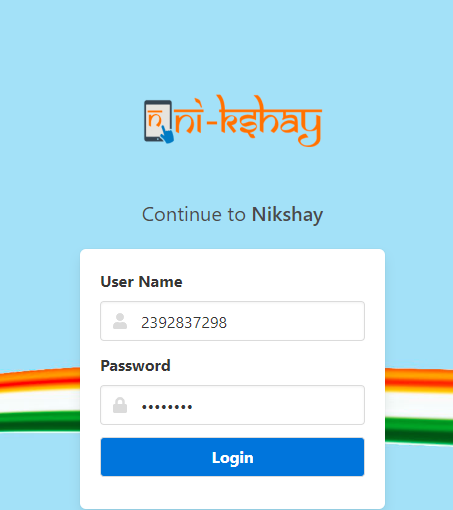 ni-kshay
Continue to Nikshay
User Name
2392837298
Password
••••••••
Login